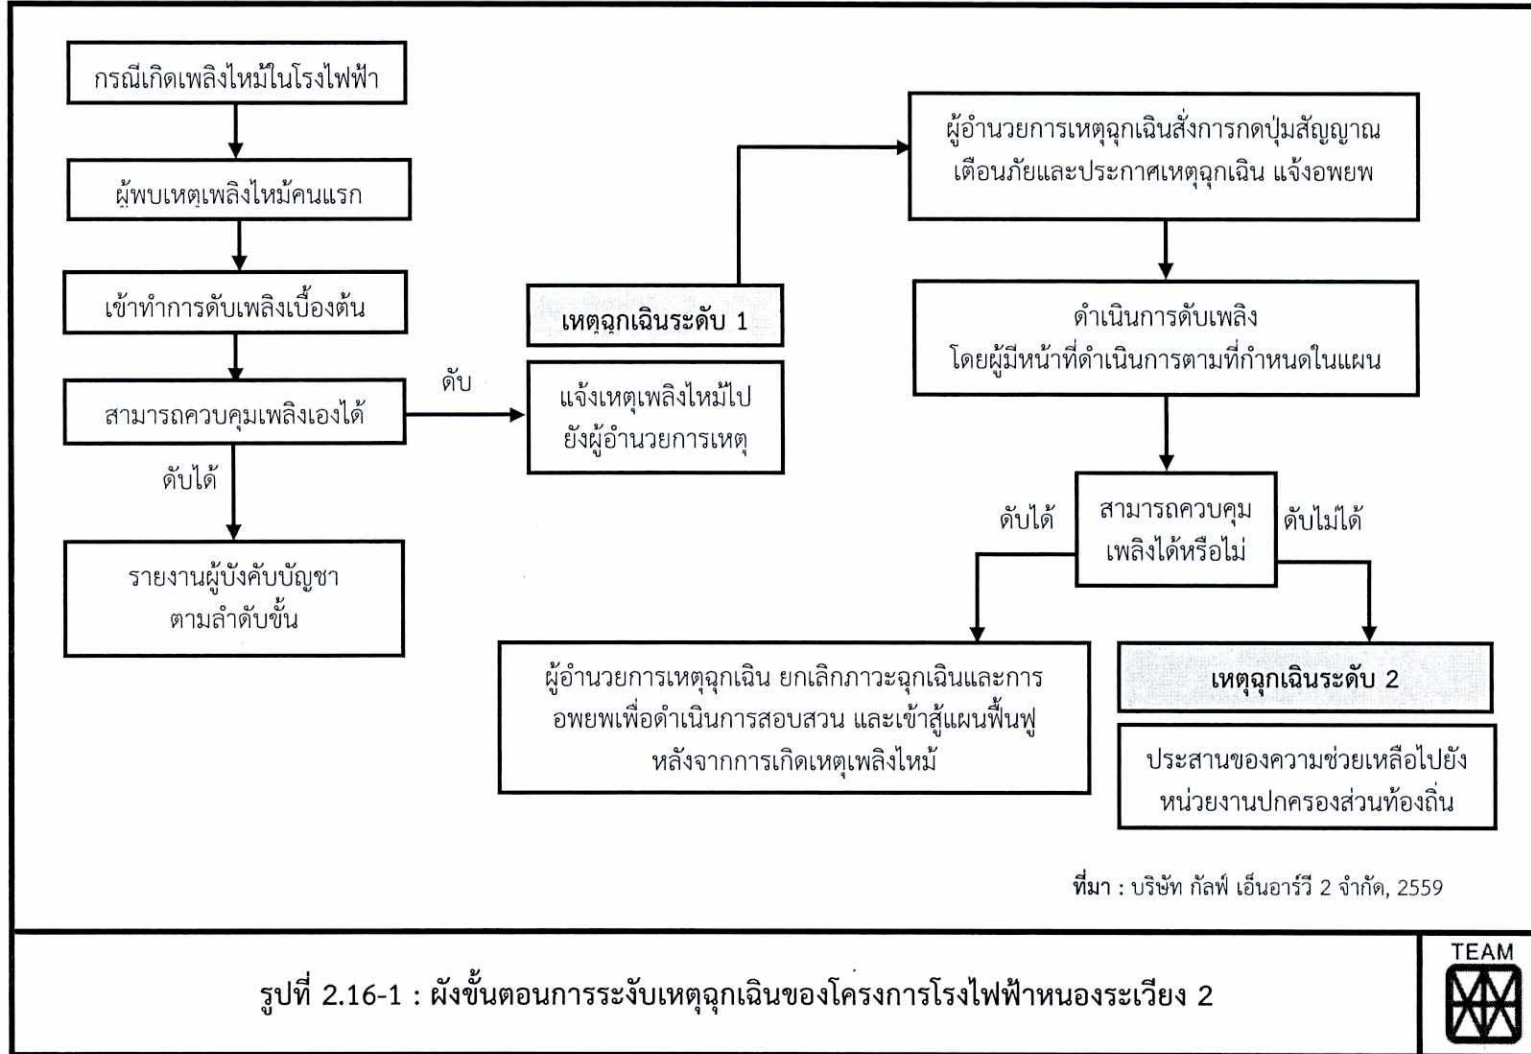 กรณีเกิดเพลิงไหม้ในโรงไฟฟ้า
ผู้พบเหตุเพลิงไหม้คนแรก
เข้าทำการดับเพลิงเบื้องต้น
สามารถควบคุมเพลิงเองได้
ดับได้
รายงานผู้บังคับบัญชา
ตามลำดับขั้น
ดับ
เหตุฉุกเฉินระดับ 1
แจ้งเหตุเพลิงไหม้ไป
ยังผู้อำนวยการเหตุ
ผู้อำนวยการเหตุฉุกเฉินสั่งการกดปุ่มสัญญาณ
เตือนภัยและประกาศเหตุฉุกเฉิน แจ้งอพยพ
ดำเนินการดับเพลิง
โดยผู้มีหน้าที่ดำเนินการตามที่กำหนดในแผน
สามารถควบคุม
เพลิงได้หรือไม่
ดับได้
ดับไม่ได้
ผู้อำนวยการเหตุฉุกเฉิน ยกเลิกภาวะฉุกเฉินและการ
อพยพเพื่อดำเนินการสอบสวน และเข้าสู่แผนฟื้นฟู
หลังจากการเกิดเหตุเพลิงไหม้
เหตุฉุกเฉินระดับ 2
ประสานของความช่วยเหลือไปยัง
หน่วยงานปกครองส่วนท้องถิ่น
ที่มา : บริษัท กัลฟ์ เอ็นอาร์วี 2 จำกัด, 2559
รูปที่ 2.16-1 : ผังขั้นตอนการระงับเหตุฉุกเฉินของโครงการโรงไฟฟ้าหนองระเวียง 2
TEAM